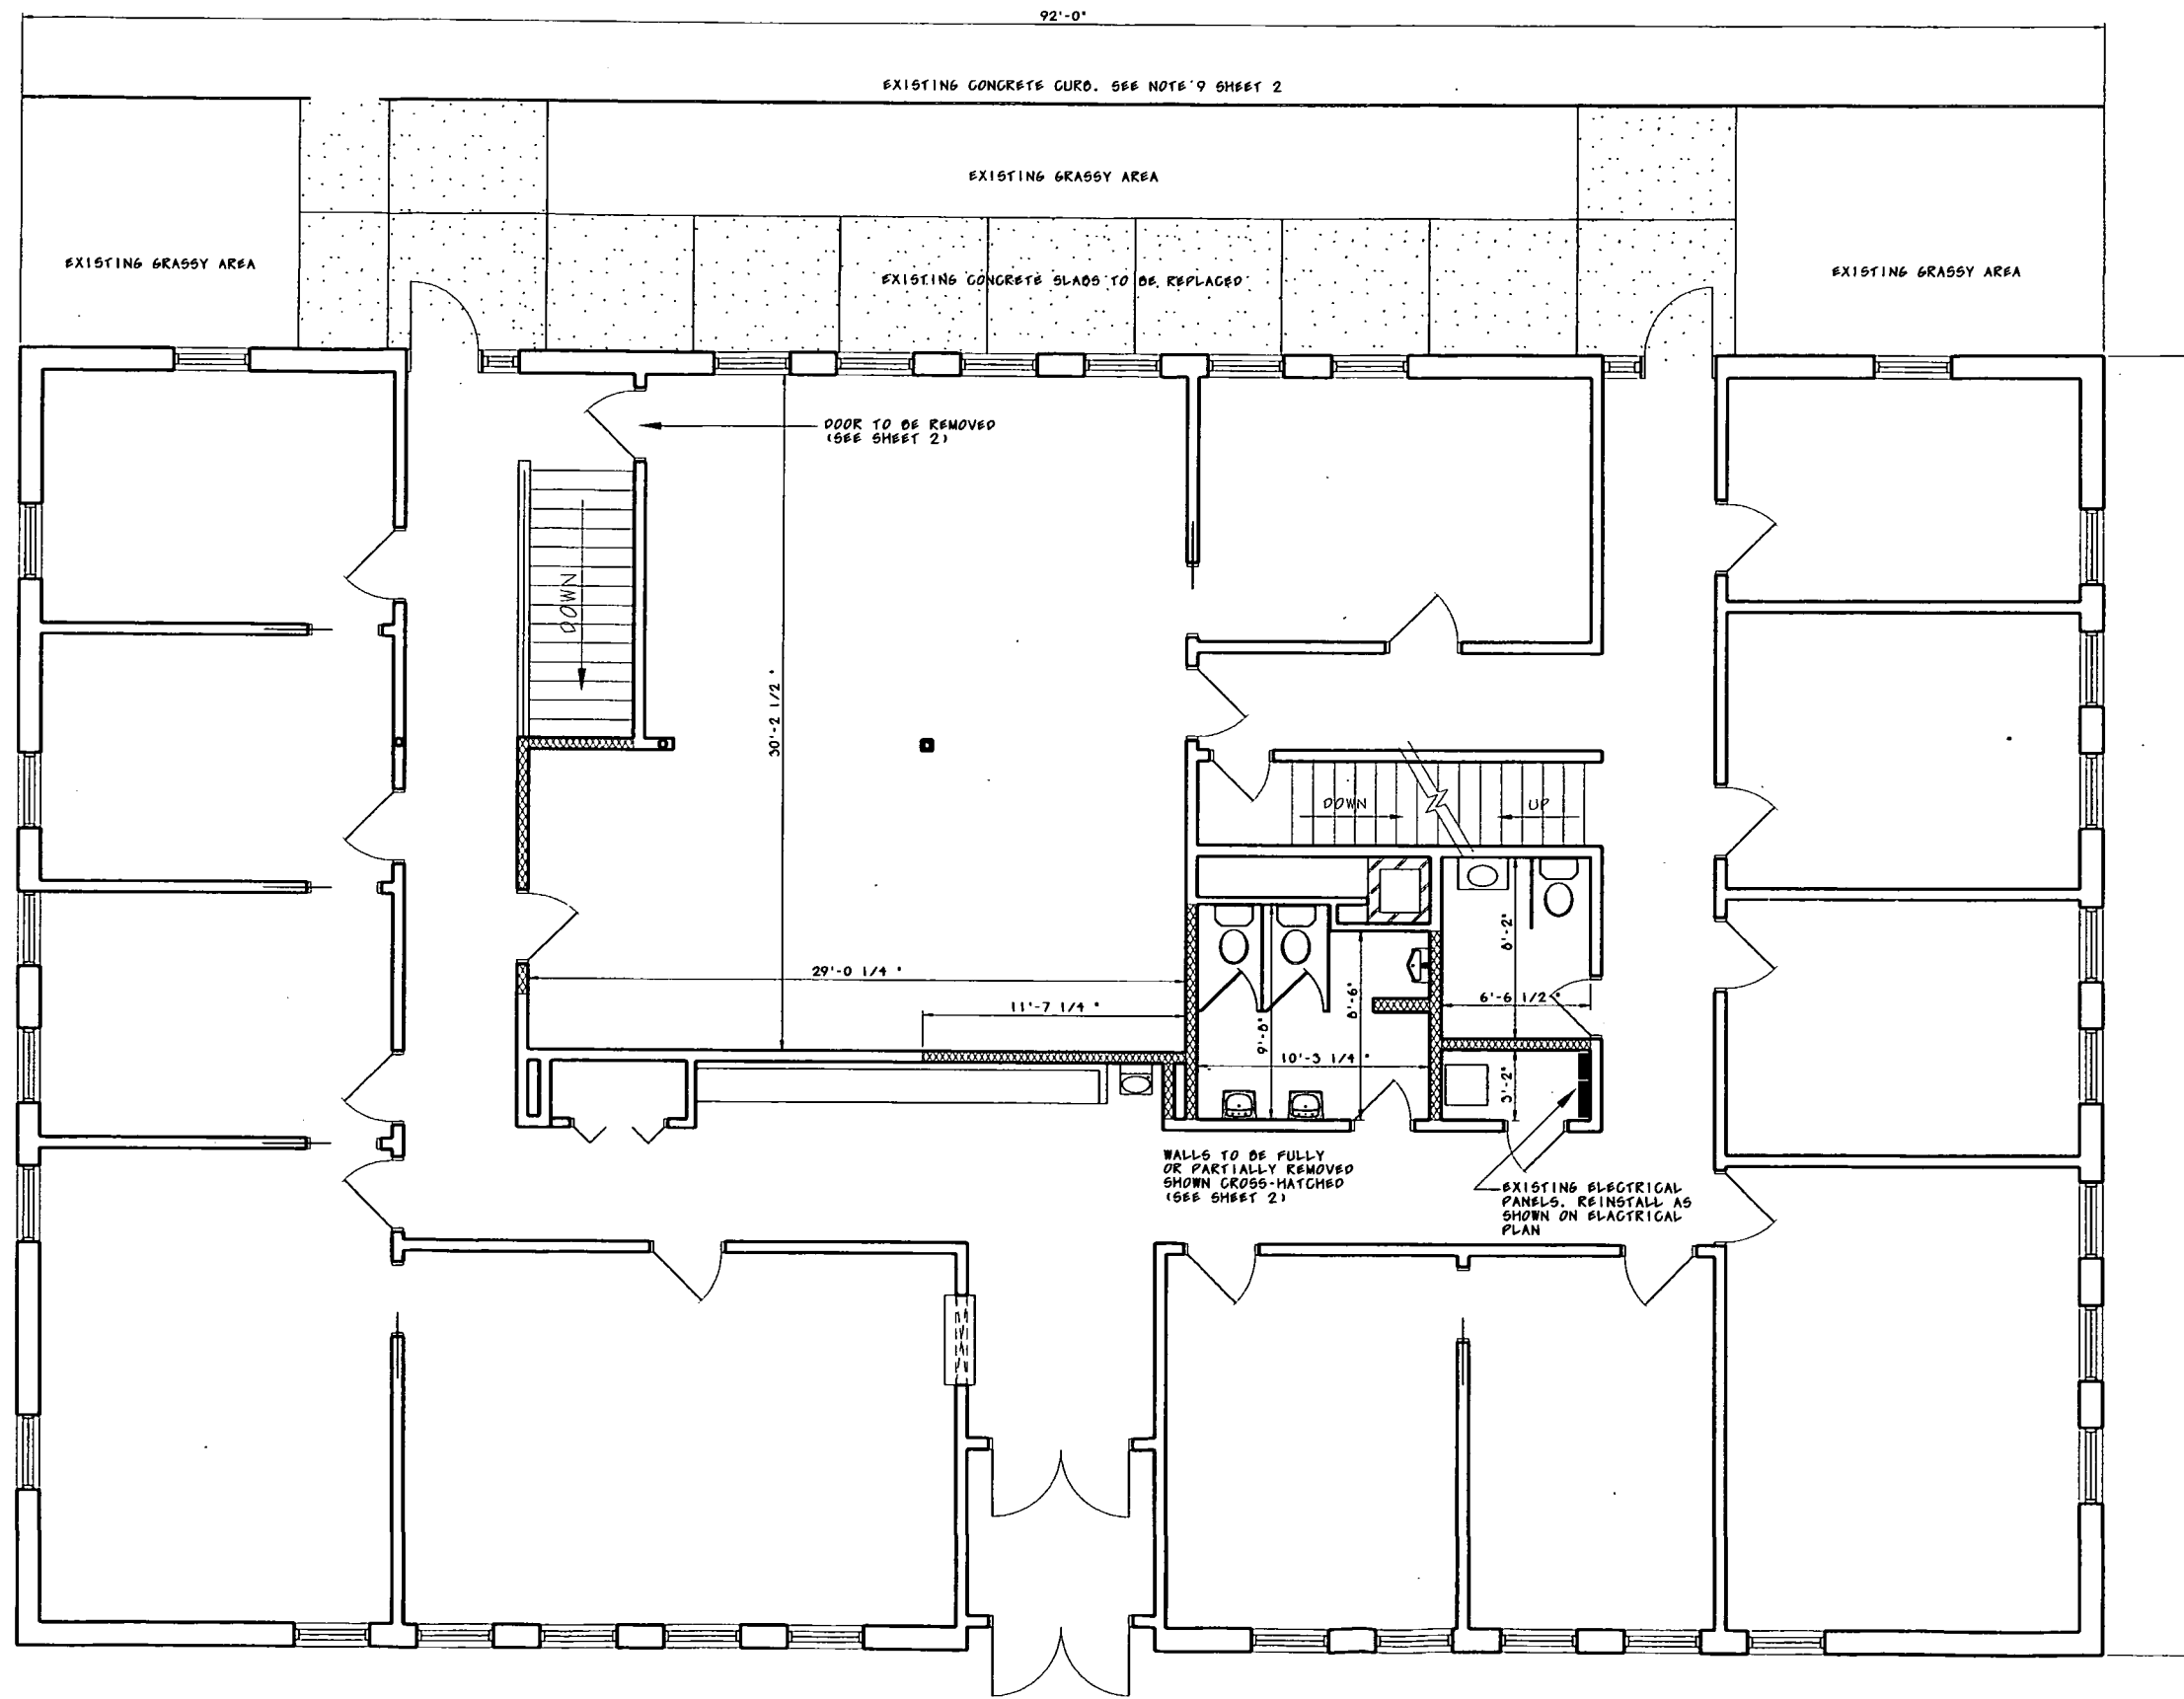 92'-0"
EXISTING CONCRETE CURB. SEE NOTE 9 SHEET 2
EXISTING GRASSY AREA
EXISTING GRASSY AREA
EXISTING GRASSY AREA
EXISTING CONCRETE SLABS TO BE REPLACED
DOOR TO BE REMOVED
(SEE SHEET 2)
DOWN
30'-2 1/2 "
DOWN
UP
8'-2"
29'-0 1/4 "
11'-7 1/4 "
9'-8"
8'-6"
6'-6 1/2"
10'-3 1/4 "
3'-2"
WALLS TO BE FULLY
OR PARTIALLY REMOVED
SHOWN CROSS-HATCHED
(SEE SHEET 2)
EXISTING ELECTRICAL
PANELS. REINSTALL AS
SHOWN ON ELACTRICAL
PLAN